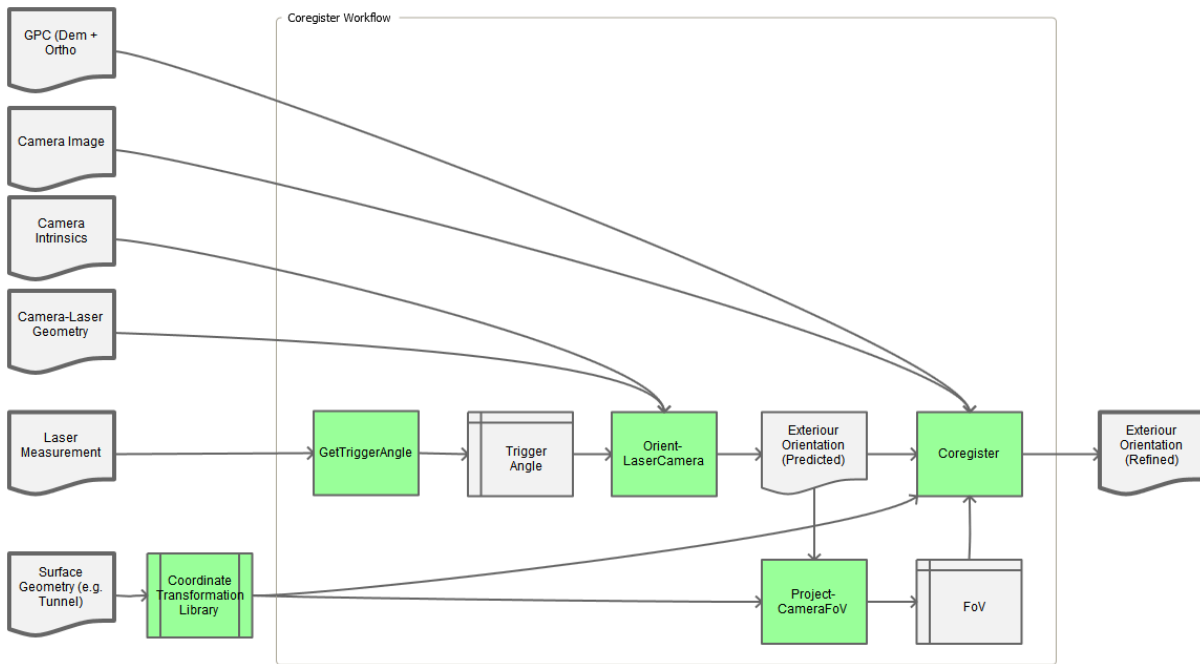 Coregister Workflow
GPC (Dem +
Ortho
Camera Image
Camera
Intrinsics
Camera-Laser
Geometry
Laser
Measurement
GetTriggerAngle
Trigger
Angle
Orient-
LaserCamera
Exteriour
Orientation
(Predicted)
Coregister
Exteriour
Orientation
(Refined)
Surface
Geometry (e.g.
Tunnel)
Coordinate
Transformation
Library
Project-
CameraFoV
FoV